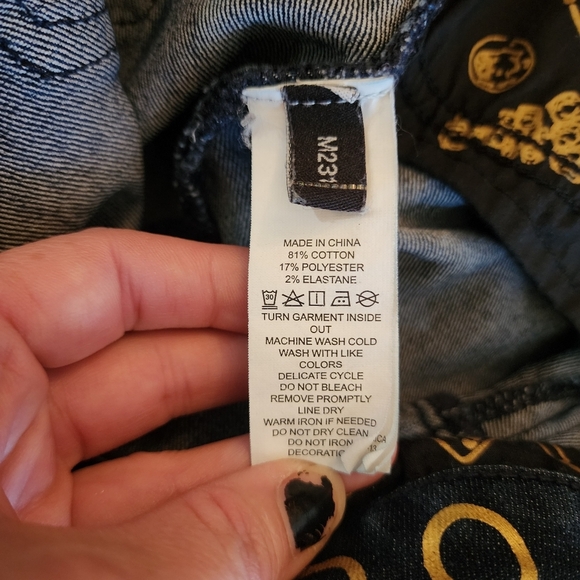 M231
MADE IN CHINA
81% COTTON
17% POLYESTER
2% ELASTANE
30
TURN GARMENT INSIDE
OUT
MACHINE WASH COLD
WASH WITH LIKE
COLORS
DELICATE CYCLE
DO NOT BLEACH
REMOVE PROMPTLY
LINE DRY
WARM IRON IF NEEDED
DO NOT DRY CLEAN
DO NOT IRON